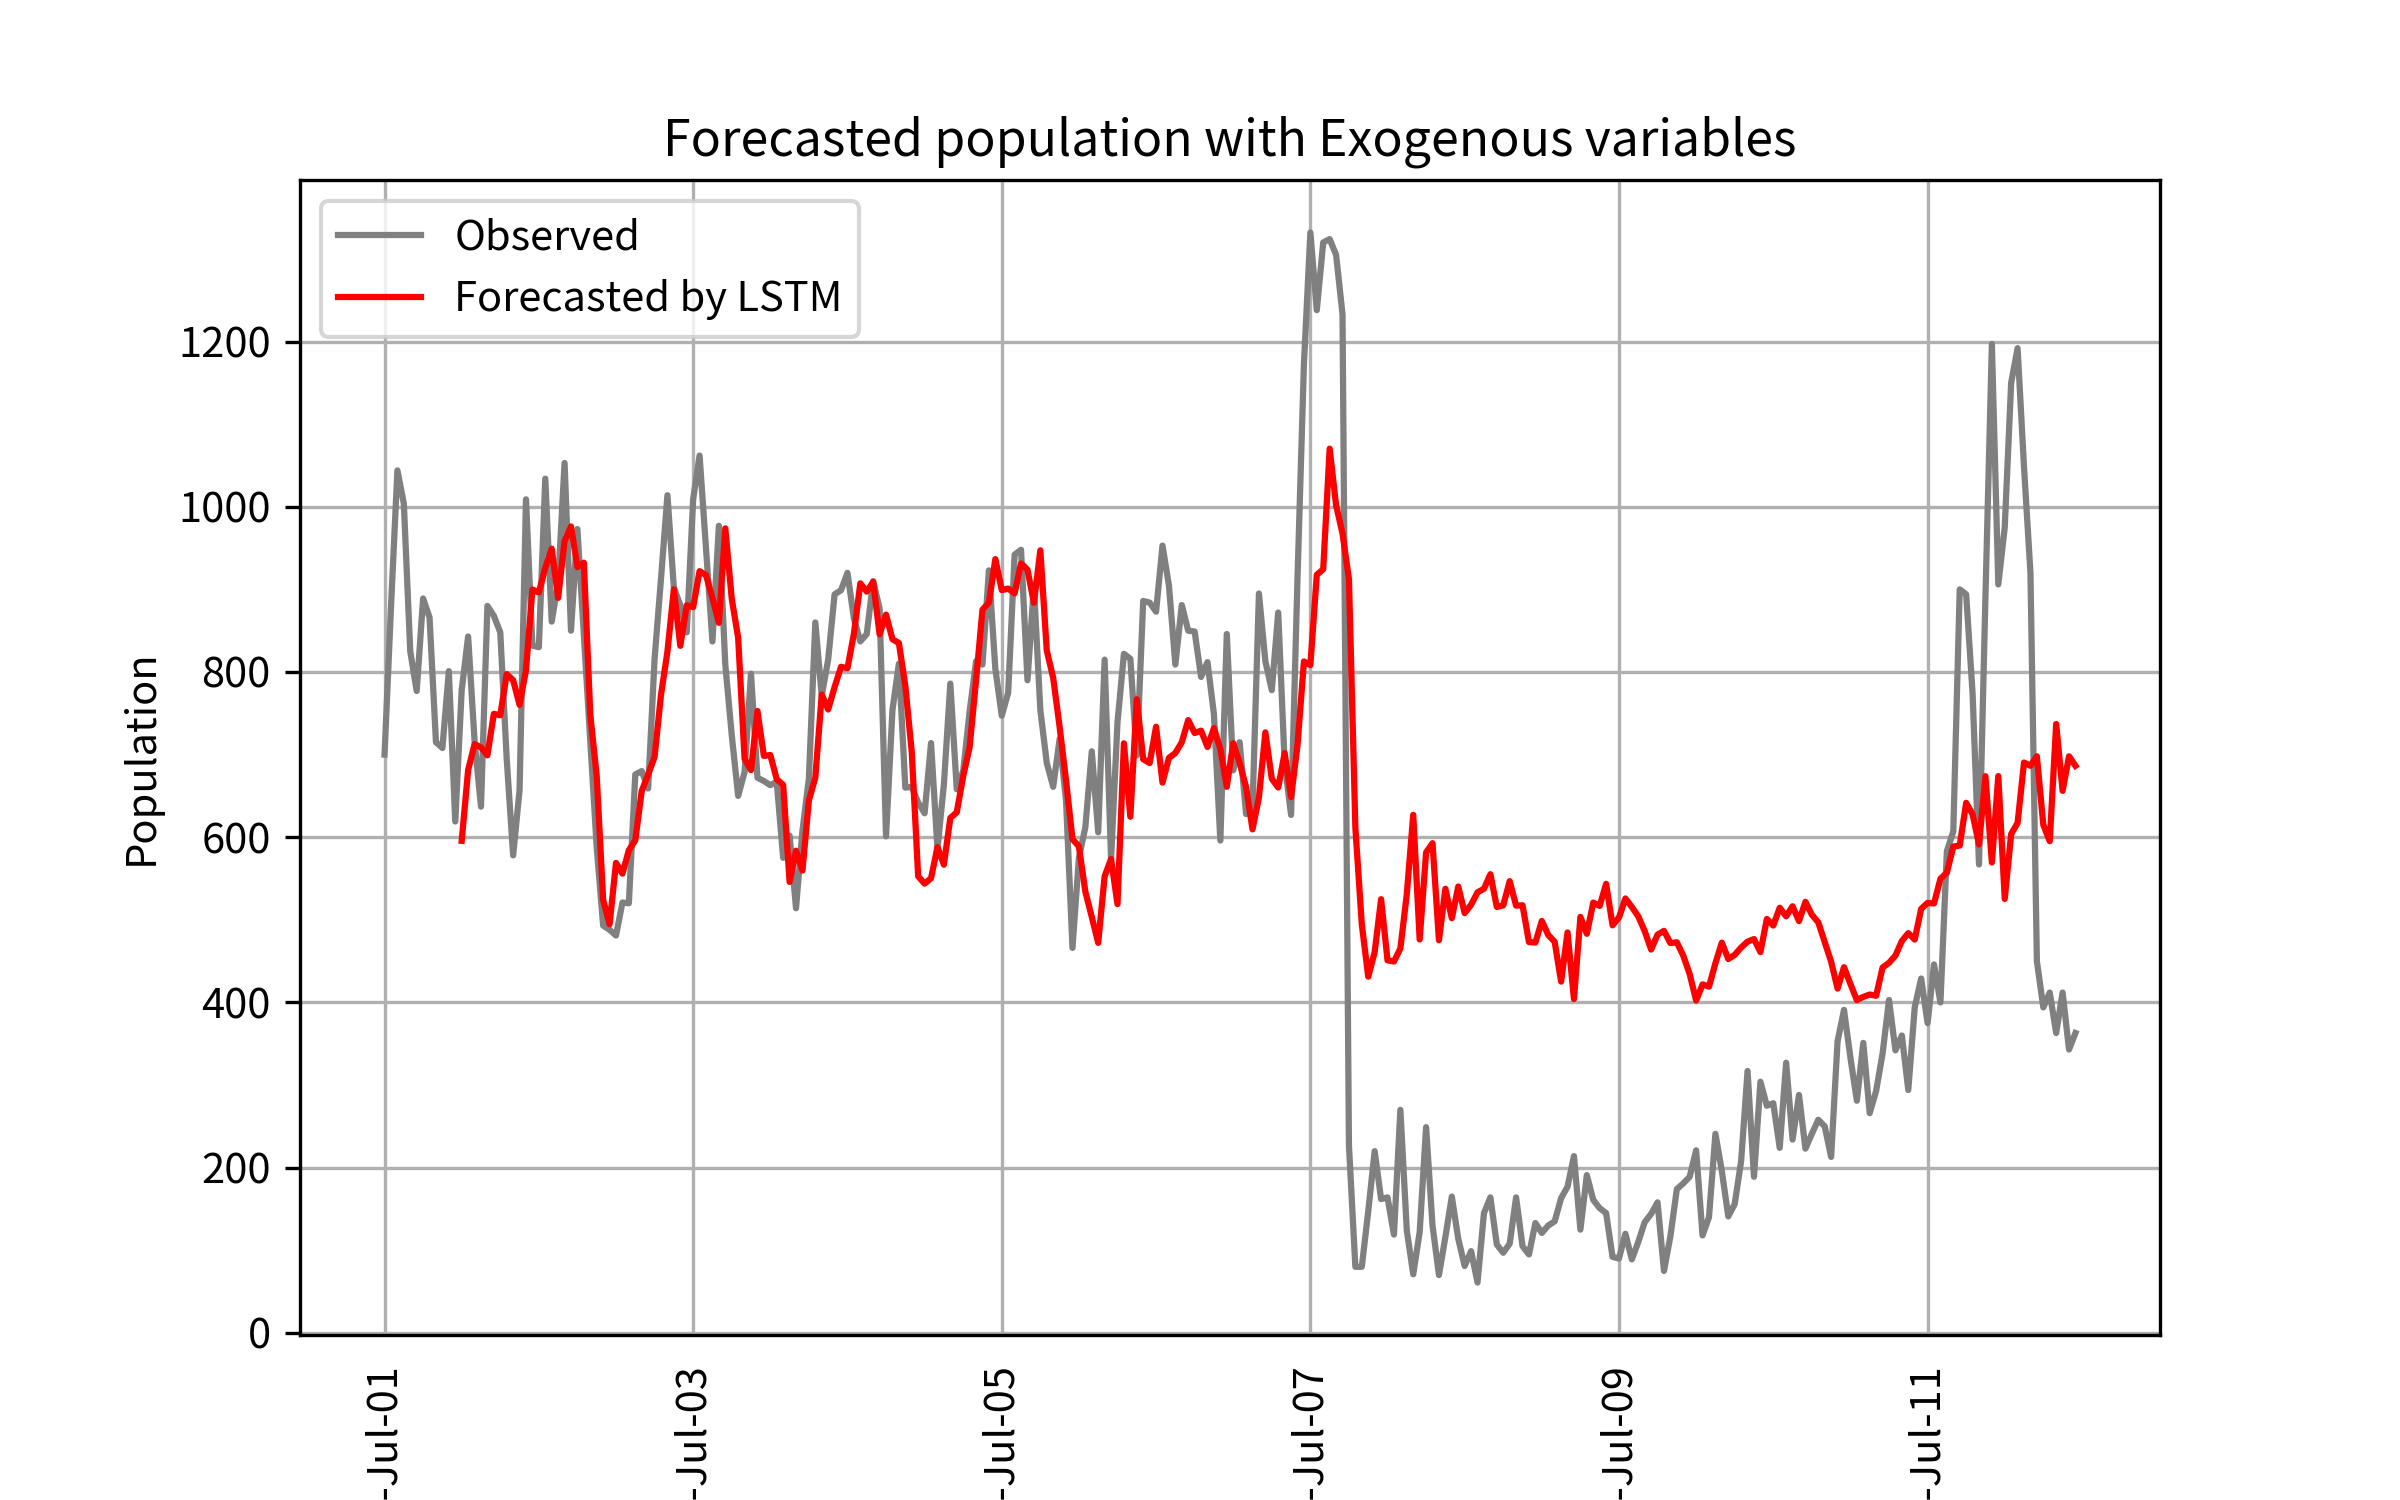 Forecasted population with Exogenous variables
Observed
Forecasted by LSTM
Population
1200
1000
800
600
400
200
0
-Jul-01
-Jul-03
-Jul-05
-Jul-07
-Jul-09
-Jul-11